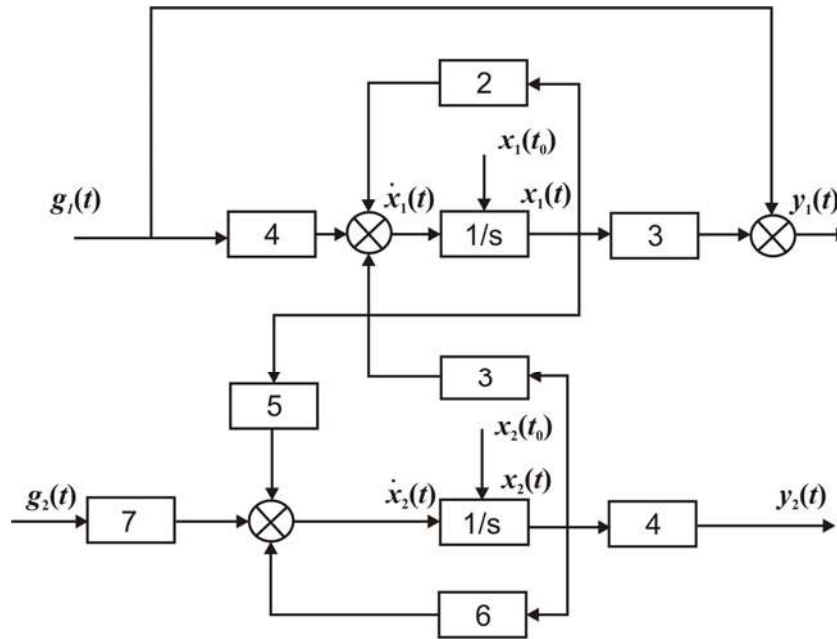 2
x₁(t₀)
g₁(t)
ẋ₁(t)
x₁(t)
y₁(t)
4
1/s
3
3
5
x₂(t₀)
g₂(t)
ẋ₂(t)
x₂(t)
y₂(t)
7
1/s
4
6